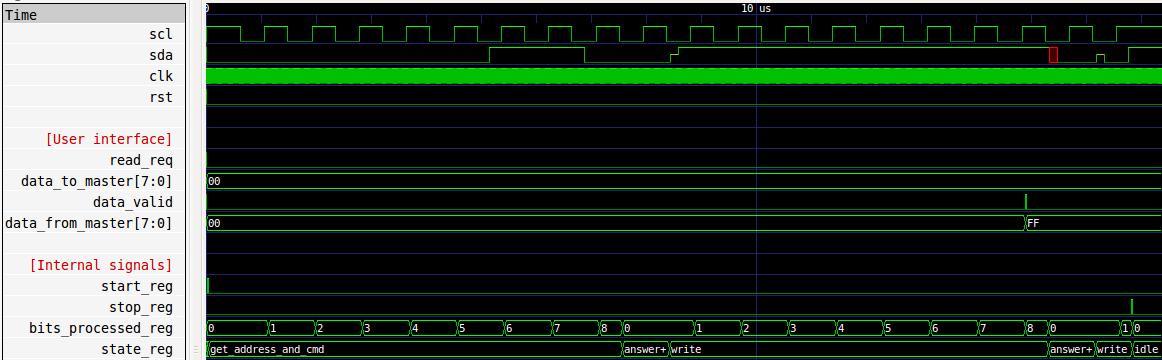 Time 0 10 us
scl
sda
clk
rst
[User interface]
read_req
data_to_master[7:0] 00
data_valid
data_from_master[7:0] 00 FF
[Internal signals]
start_reg
stop_reg
bits_processed_reg 0 1 2 3 4 5 6 7 8 0 1 2 3 4 5 6 7 8 0 1 0
state_reg get_address_and_cmd answer+ write answer+ write idle